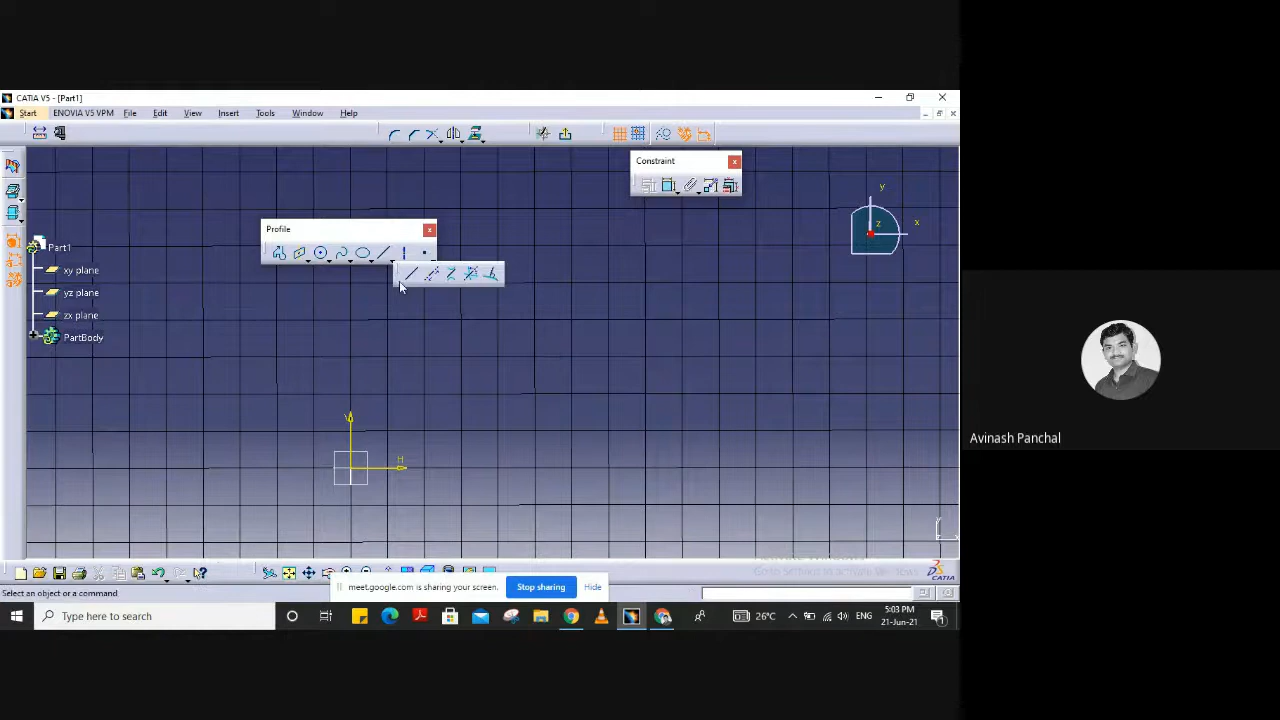 CATIA V5 - [Part1]
Start ENOVIA V5 VPM File Edit View Insert Tools Window Help
Constraint
x
Profile
x
y
x
z
Part1
xy plane
yz plane
zx plane
PartBody
V
H
y
x
CATIA
meet.google.com is sharing your screen. Stop sharing Hide
Select an object or a command.
Type here to search
26°C
ENG
5:03 PM
21-Jun-21
1
Avinash Panchal